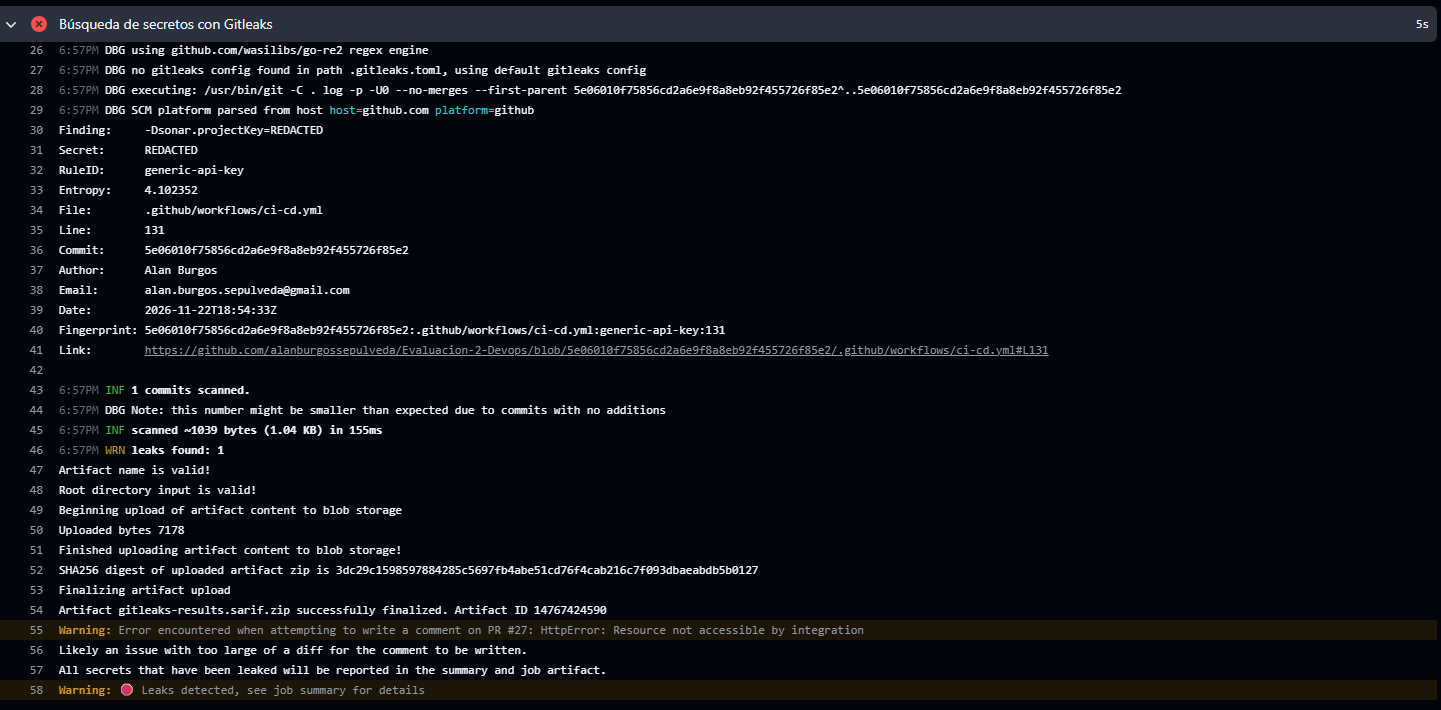 Búsqueda de secretos con Gitleaks 5s
26 6:57PM DBG using github.com/wasilibs/go-re2 regex engine
27 6:57PM DBG no gitleaks config found in path .gitleaks.toml, using default gitleaks config
28 6:57PM DBG executing: /usr/bin/git -C . log -p -U0 --no-merges --first-parent 5e06010f75856cd2a6e9f8a8eb92f455726f85e2^..5e06010f75856cd2a6e9f8a8eb92f455726f85e2
29 6:57PM DBG SCM platform parsed from host host=github.com platform=github
30 Finding: -Dsonar.projectKey=REDACTED
31 Secret: REDACTED
32 RuleID: generic-api-key
33 Entropy: 4.102352
34 File: .github/workflows/ci-cd.yml
35 Line: 131
36 Commit: 5e06010f75856cd2a6e9f8a8eb92f455726f85e2
37 Author: Alan Burgos
38 Email: alan.burgos.sepulveda@gmail.com
39 Date: 2026-11-22T18:54:33Z
40 Fingerprint: 5e06010f75856cd2a6e9f8a8eb92f455726f85e2:.github/workflows/ci-cd.yml:generic-api-key:131
41 Link: https://github.com/alanburgossepulveda/Evaluacion-2-Devops/blob/5e06010f75856cd2a6e9f8a8eb92f455726f85e2/.github/workflows/ci-cd.yml#L131
42
43 6:57PM INF 1 commits scanned.
44 6:57PM DBG Note: this number might be smaller than expected due to commits with no additions
45 6:57PM INF scanned ~1039 bytes (1.04 KB) in 155ms
46 6:57PM WRN leaks found: 1
47 Artifact name is valid!
48 Root directory input is valid!
49 Beginning upload of artifact content to blob storage
50 Uploaded bytes 7178
51 Finished uploading artifact content to blob storage!
52 SHA256 digest of uploaded artifact zip is 3dc29c1598597884285c5697fb4abe51cd76f4cab216c7f093dbaeabdb5b0127
53 Finalizing artifact upload
54 Artifact gitleaks-results.sarif.zip successfully finalized. Artifact ID 14767424590
55 Warning: Error encountered when attempting to write a comment on PR #27: HttpError: Resource not accessible by integration
56 Likely an issue with too large of a diff for the comment to be written.
57 All secrets that have been leaked will be reported in the summary and job artifact.
58 Warning: 🛑 Leaks detected, see job summary for details